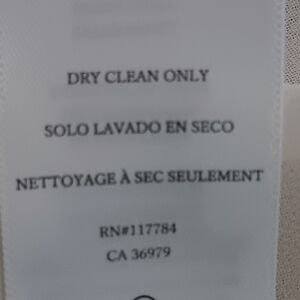 DRY CLEAN ONLY
SOLO LAVADO EN SECO
NETTOYAGE À SEC SEULEMENT
RN#117784
CA 36979